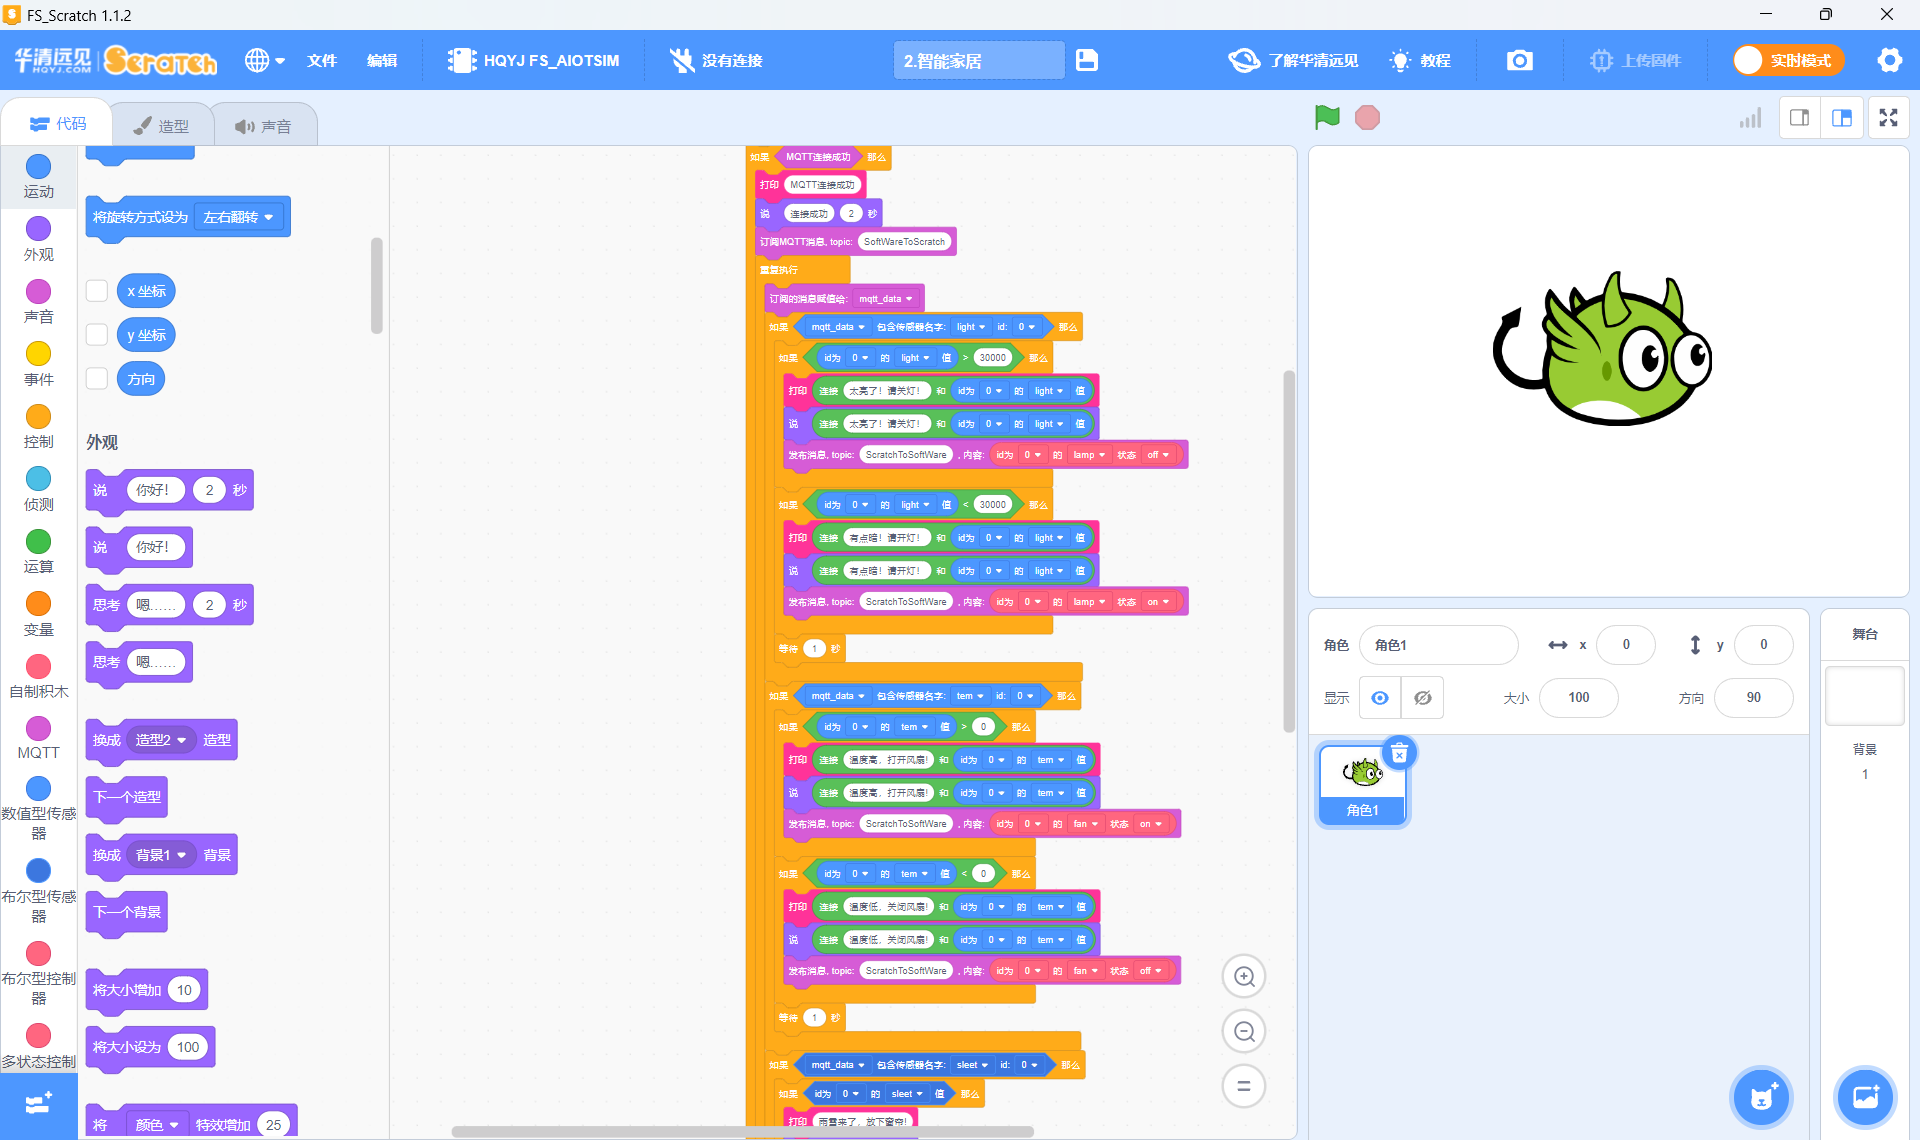 FS_Scratch 1.1.2
华清远见 HQYJ.COM Scratch 文件 编辑 HQYJ FS_AIOTSIM 没有连接 2.智能家居 了解华清远见 教程 上传固件 实时模式
代码 造型 声音
运动
外观
声音
事件
控制
侦测
运算
变量
自制积木
MQTT
数值型传感器
布尔型传感器
布尔型控制器
多状态控制
将旋转方式设为 左右翻转
x 坐标
y 坐标
方向
外观
说 你好！ 2 秒
说 你好！
思考 嗯…… 2 秒
思考 嗯……
换成 造型2 造型
下一个造型
换成 背景1 背景
下一个背景
将大小增加 10
将大小设为 100
将 颜色 特效增加 25
如果 MQTT连接成功 那么
打印 MQTT连接成功
说 连接成功 2 秒
订阅MQTT消息, topic: SoftWareToScratch
重复执行
订阅的消息赋值给: mqtt_data
如果 mqtt_data 包含传感器名字: light id: 0 那么
如果 id为 0 的 light 值 > 30000 那么
打印 连接 太亮了！请关灯！ 和 id为 0 的 light 值
说 连接 太亮了！请关灯！ 和 id为 0 的 light 值
发布消息, topic: ScratchToSoftWare , 内容: id为 0 的 lamp 状态 off
如果 id为 0 的 light 值 < 30000 那么
打印 连接 有点暗！请开灯！ 和 id为 0 的 light 值
说 连接 有点暗！请开灯！ 和 id为 0 的 light 值
发布消息, topic: ScratchToSoftWare , 内容: id为 0 的 lamp 状态 on
等待 1 秒
如果 mqtt_data 包含传感器名字: tem id: 0 那么
如果 id为 0 的 tem 值 > 0 那么
打印 连接 温度高，打开风扇! 和 id为 0 的 tem 值
说 连接 温度高，打开风扇! 和 id为 0 的 tem 值
发布消息, topic: ScratchToSoftWare , 内容: id为 0 的 fan 状态 on
如果 id为 0 的 tem 值 < 0 那么
打印 连接 温度低，关闭风扇! 和 id为 0 的 tem 值
说 连接 温度低，关闭风扇! 和 id为 0 的 tem 值
发布消息, topic: ScratchToSoftWare , 内容: id为 0 的 fan 状态 off
等待 1 秒
如果 mqtt_data 包含传感器名字: sleet id: 0 那么
如果 id为 0 的 sleet 值 那么
打印 雨雪来了，放下窗帘!
角色 角色1 x 0 y 0
显示 大小 100 方向 90
角色1
舞台
背景
1